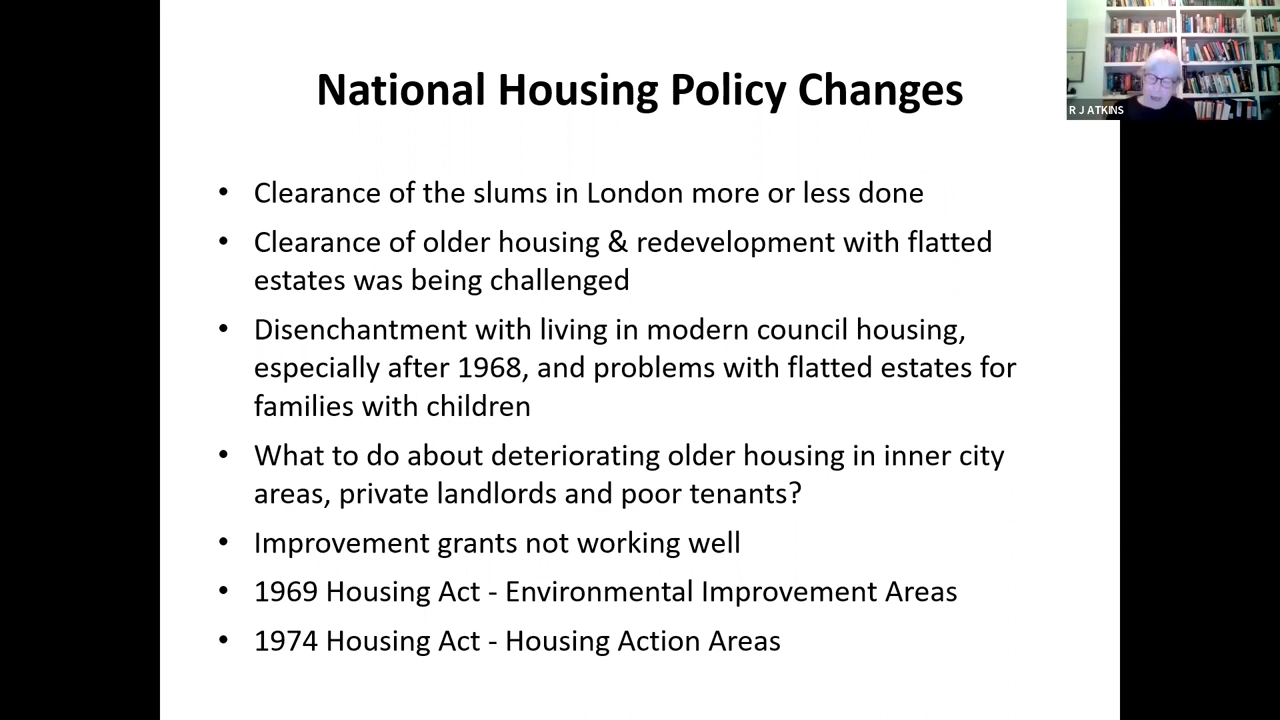 National Housing Policy Changes
R J ATKINS
• Clearance of the slums in London more or less done
• Clearance of older housing & redevelopment with flatted
estates was being challenged
• Disenchantment with living in modern council housing,
especially after 1968, and problems with flatted estates for
families with children
• What to do about deteriorating older housing in inner city
areas, private landlords and poor tenants?
• Improvement grants not working well
• 1969 Housing Act - Environmental Improvement Areas
• 1974 Housing Act - Housing Action Areas